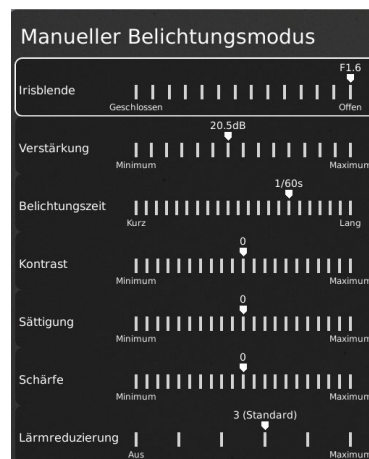 Manueller Belichtungsmodus
F1.6
Irisblende
Geschlossen Offen
20.5dB
Verstärkung
Minimum Maximum
1/60s
Belichtungszeit
Kurz Lang
0
Kontrast
Minimum Maximum
0
Sättigung
Minimum Maximum
0
Schärfe
Minimum Maximum
3 (Standard)
Lärmreduzierung
Aus Maximum